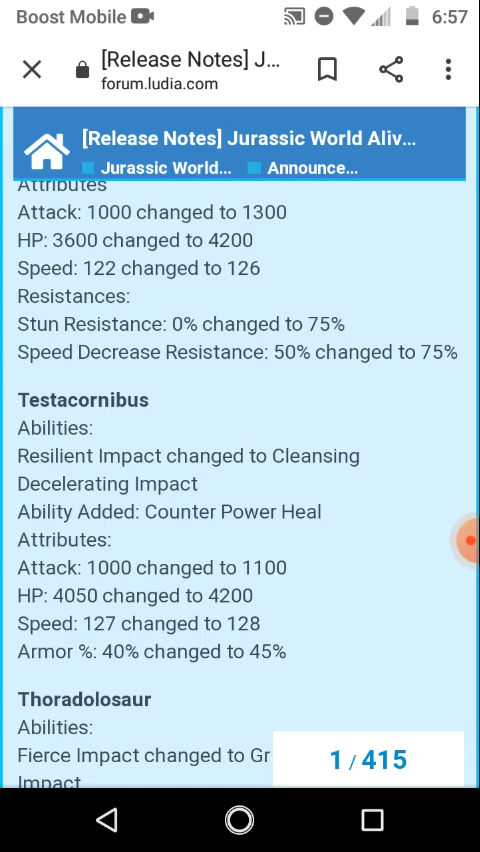 Boost Mobile
6:57
[Release Notes] J...
forum.ludia.com
[Release Notes] Jurassic World Aliv...
Jurassic World... Announce...
Attributes
Attack: 1000 changed to 1300
HP: 3600 changed to 4200
Speed: 122 changed to 126
Resistances:
Stun Resistance: 0% changed to 75%
Speed Decrease Resistance: 50% changed to 75%
Testacornibus
Abilities:
Resilient Impact changed to Cleansing
Decelerating Impact
Ability Added: Counter Power Heal
Attributes:
Attack: 1000 changed to 1100
HP: 4050 changed to 4200
Speed: 127 changed to 128
Armor %: 40% changed to 45%
Thoradolosaur
Abilities:
Fierce Impact changed to Gr
Impact
1 / 415